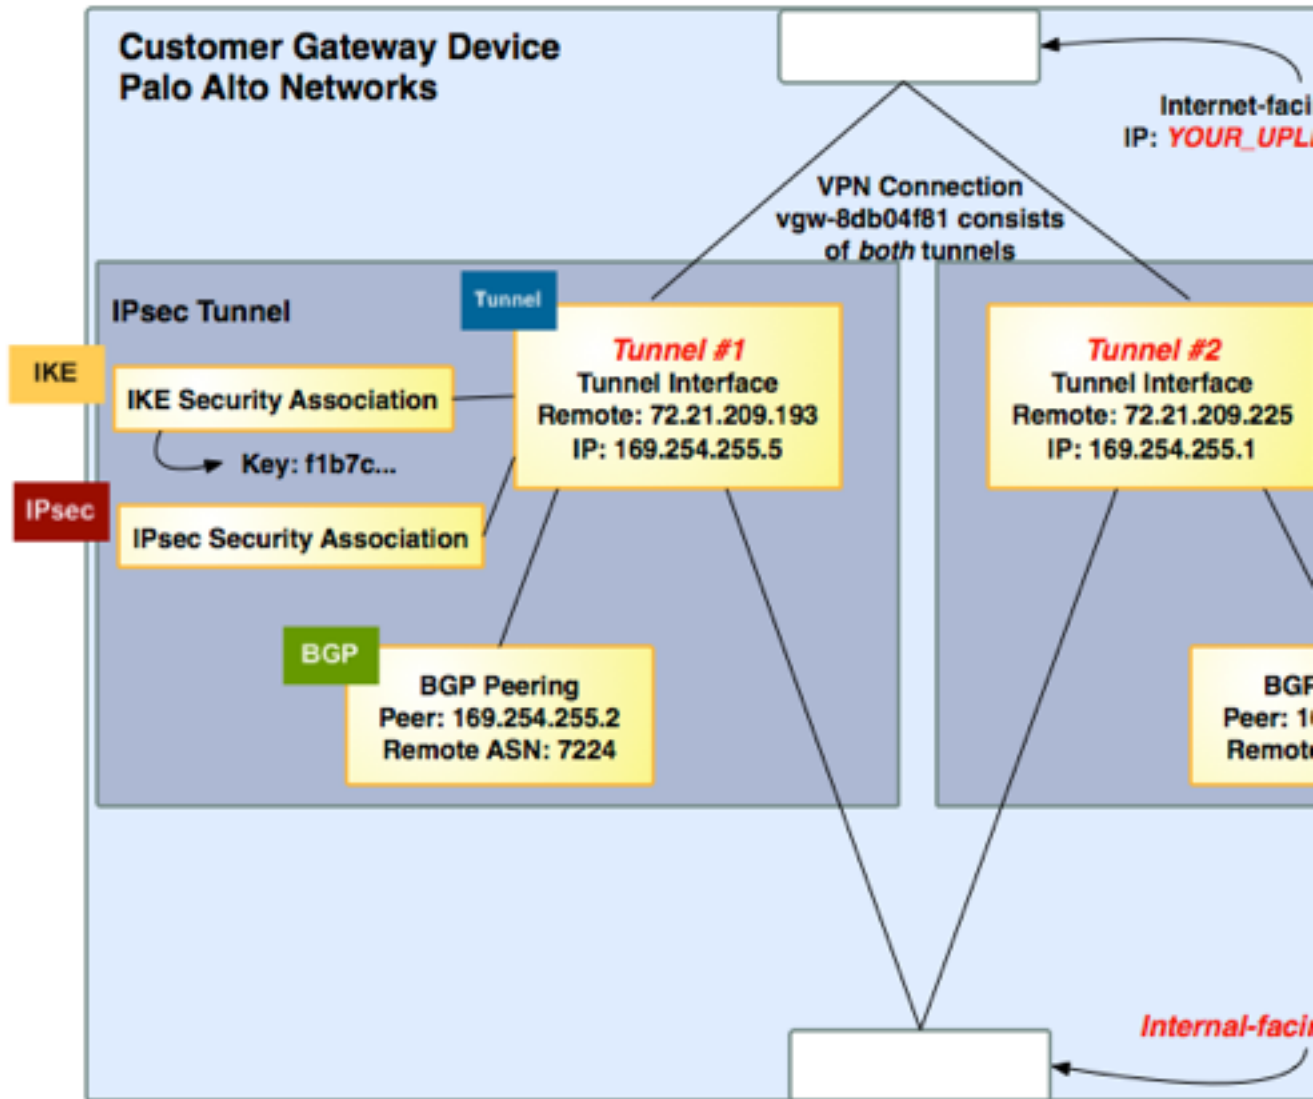 Customer Gateway Device
Palo Alto Networks
Internet-faci
IP: YOUR_UPL
VPN Connection
vgw-8db04f81 consists
of both tunnels
IPsec Tunnel
Tunnel
IKE
IKE Security Association
Key: f1b7c...
IPsec
IPsec Security Association
Tunnel #1
Tunnel Interface
Remote: 72.21.209.193
IP: 169.254.255.5
BGP
BGP Peering
Peer: 169.254.255.2
Remote ASN: 7224
Tunnel #2
Tunnel Interface
Remote: 72.21.209.225
IP: 169.254.255.1
BGP
Peer: 16
Remote
Internal-facin